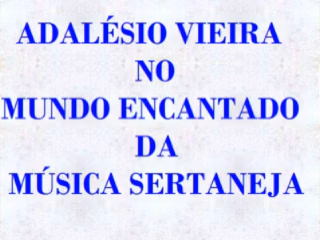 ADALÉSIO VIEIRA
NO
MUNDO ENCANTADO
DA
MÚSICA SERTANEJA